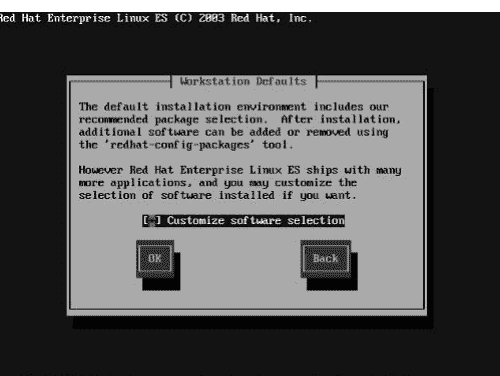 Red Hat Enterprise Linux ES (C) 2003 Red Hat, Inc.
Workstation Defaults
The default installation environment includes our
recommended package selection. After installation,
additional software can be added or removed using
the 'redhat-config-packages' tool.
However Red Hat Enterprise Linux ES ships with many
more applications, and you may customize the
selection of software installed if you want.
[*] Customize software selection
OK
Back